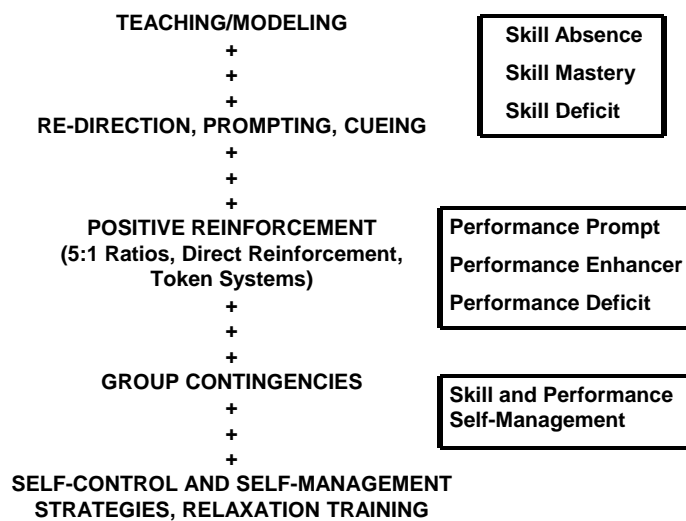 TEACHING/MODELING
+
+
+
RE-DIRECTION, PROMPTING, CUEING
+
+
+
POSITIVE REINFORCEMENT
(5:1 Ratios, Direct Reinforcement,
Token Systems)
+
+
+
GROUP CONTINGENCIES
+
+
+
SELF-CONTROL AND SELF-MANAGEMENT
STRATEGIES, RELAXATION TRAINING
Skill Absence
Skill Mastery
Skill Deficit
Performance Prompt
Performance Enhancer
Performance Deficit
Skill and Performance
Self-Management